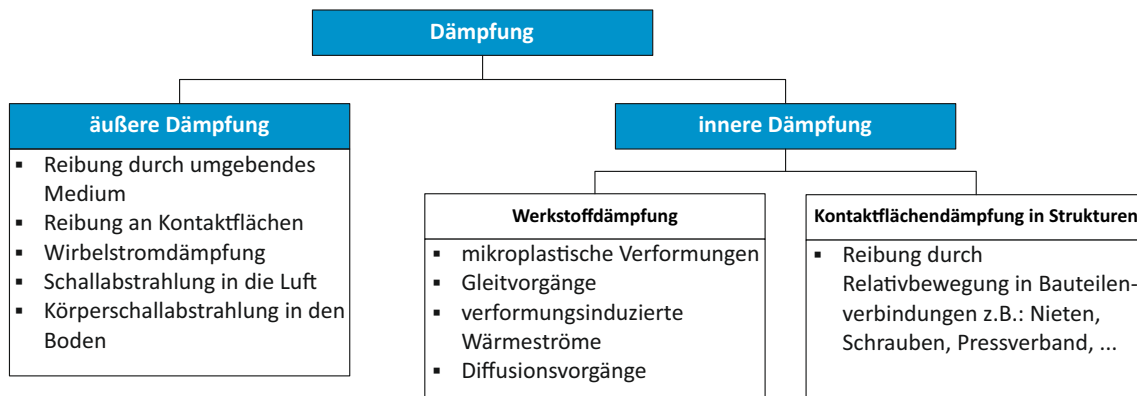 Dämpfung
äußere Dämpfung
▪ Reibung durch umgebendes
Medium
▪ Reibung an Kontaktflächen
▪ Wirbelstromdämpfung
▪ Schallabstrahlung in die Luft
▪ Körperschallabstrahlung in den
Boden
innere Dämpfung
Werkstoffdämpfung
▪ mikroplastische Verformungen
▪ Gleitvorgänge
▪ verformungsinduzierte
Wärmeströme
▪ Diffusionsvorgänge
Kontaktflächendämpfung in Strukturen
▪ Reibung durch
Relativbewegung in Bauteilen-
verbindungen z.B.: Nieten,
Schrauben, Pressverband, ...